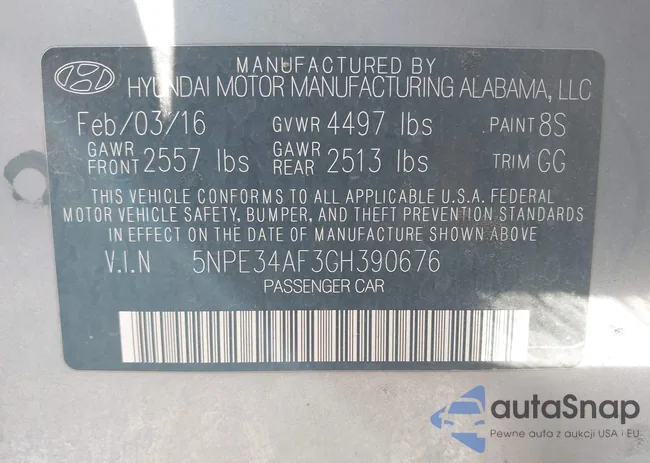 MANUFACTURED BY
HYUNDAI MOTOR MANUFACTURING ALABAMA, LLC
Feb/03/16 GVWR 4497 lbs PAINT 8S
GAWR FRONT 2557 lbs GAWR REAR 2513 lbs TRIM GG
THIS VEHICLE CONFORMS TO ALL APPLICABLE U.S.A. FEDERAL
MOTOR VEHICLE SAFETY, BUMPER, AND THEFT PREVENTION STANDARDS
IN EFFECT ON THE DATE OF MANUFACTURE SHOWN ABOVE
V.I.N 5NPE34AF3GH390676
PASSENGER CAR
autaSnap
Pewne auta z aukcji USA i EU